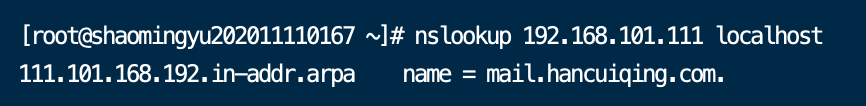 [root@shaomingyu202011110167 ~]# nslookup 192.168.101.111 localhost
111.101.168.192.in-addr.arpa    name = mail.hancuiqing.com.